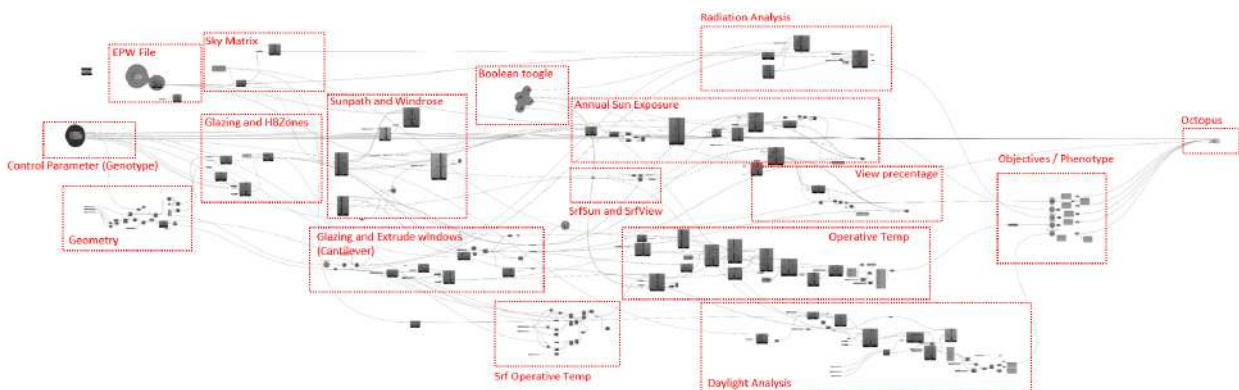 Radiation Analysis
Sky Matrix
EPW File
Boolean toogle
Sunpath and Windrose
Annual Sun Exposure
Glazing and HBZones
Octopus
Control Parameter (Genotype)
Objectives / Phenotype
View precentage
SrfSun and SrfView
Geometry
Glazing and Extrude windows
(Cantilever)
Operative Temp
Srf Operative Temp
Daylight Analysis